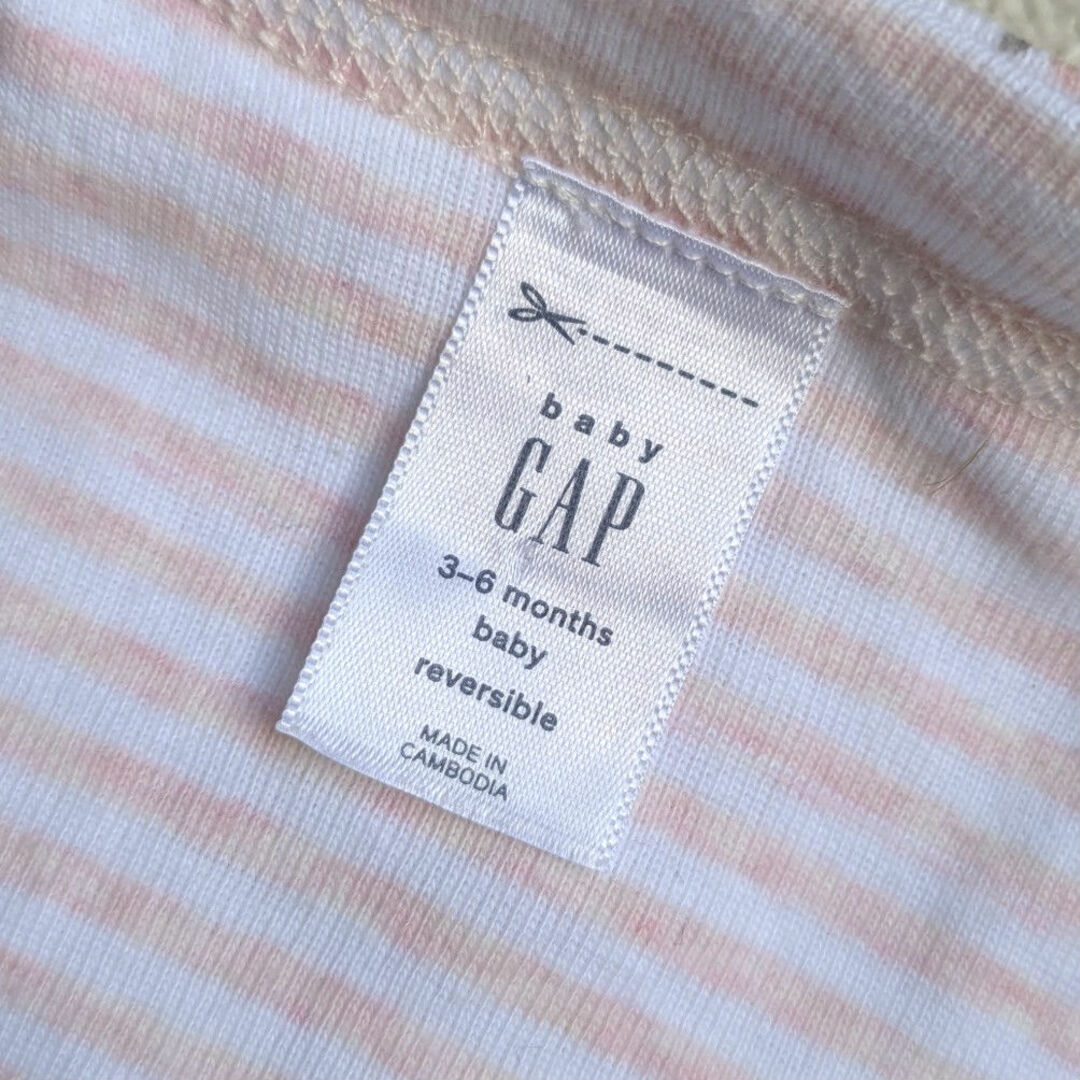 baby
GAP
3–6 months
baby
reversible
MADE IN
CAMBODIA